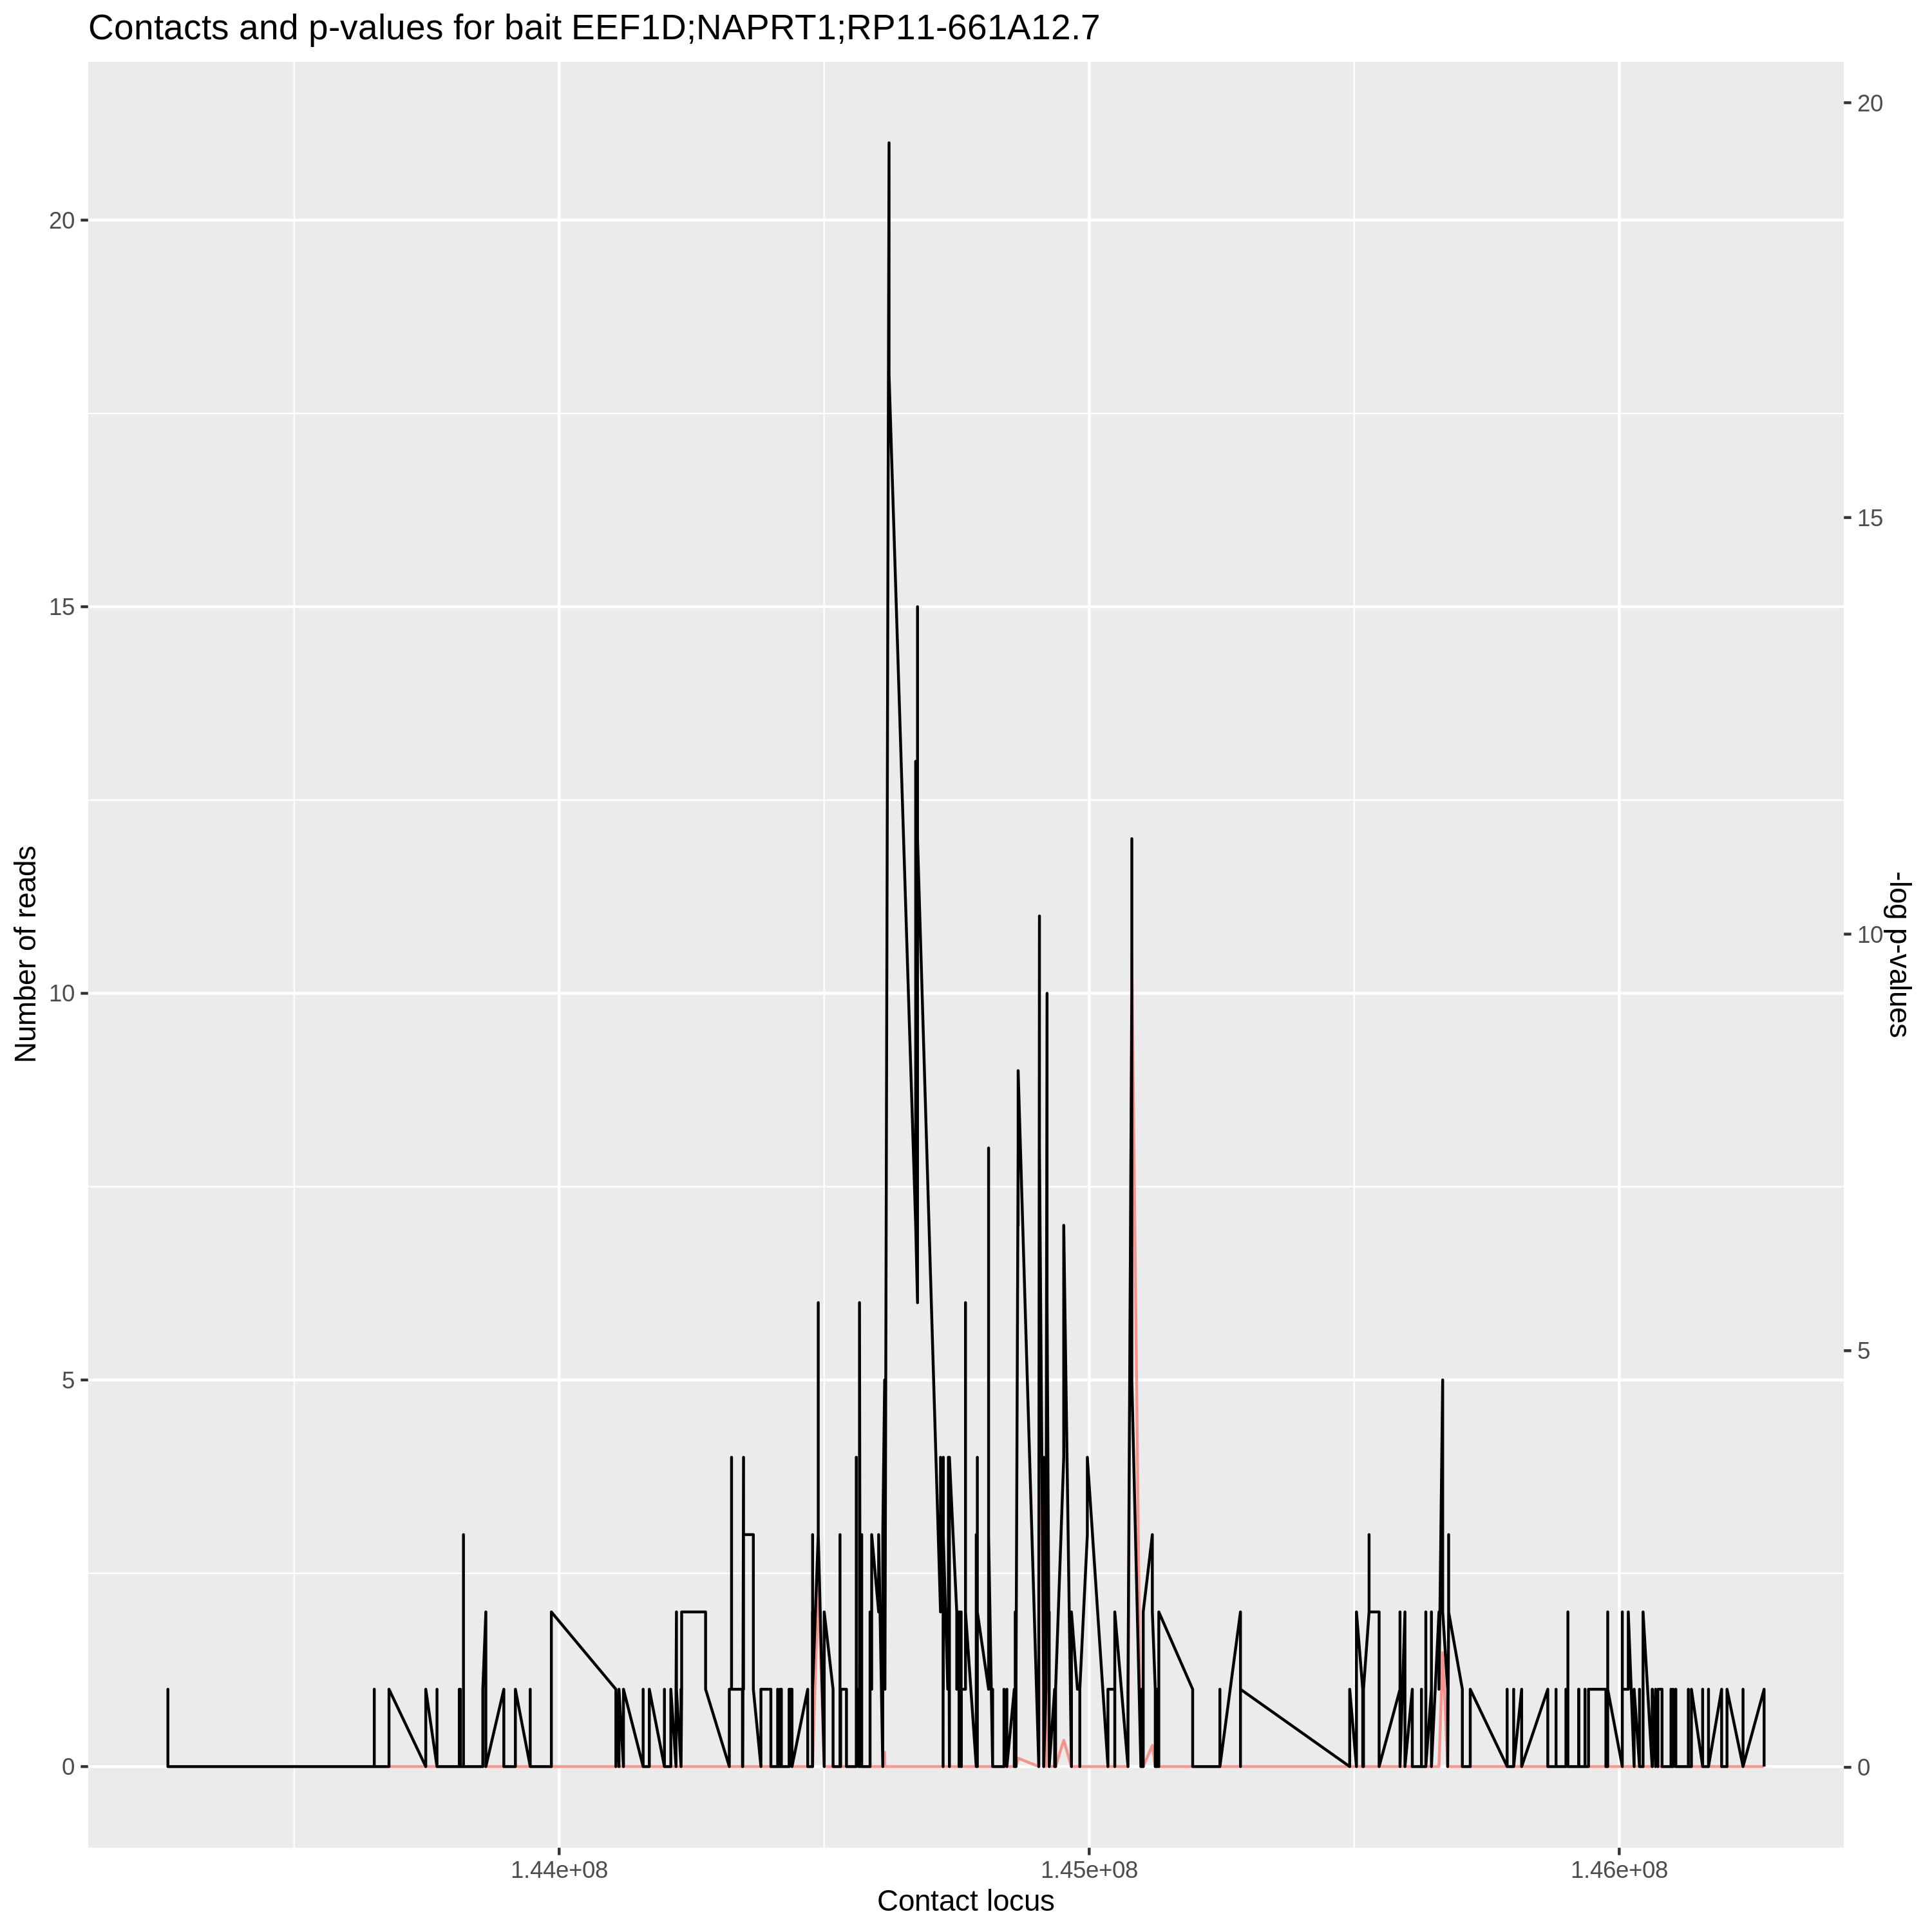 Contacts and p-values for bait EEF1D;NAPRT1;RP11-661A12.7
20
15
10
5
0
Number of reads
20
15
10
5
0
-log p-values
1.44e+08
1.45e+08
1.46e+08
Contact locus